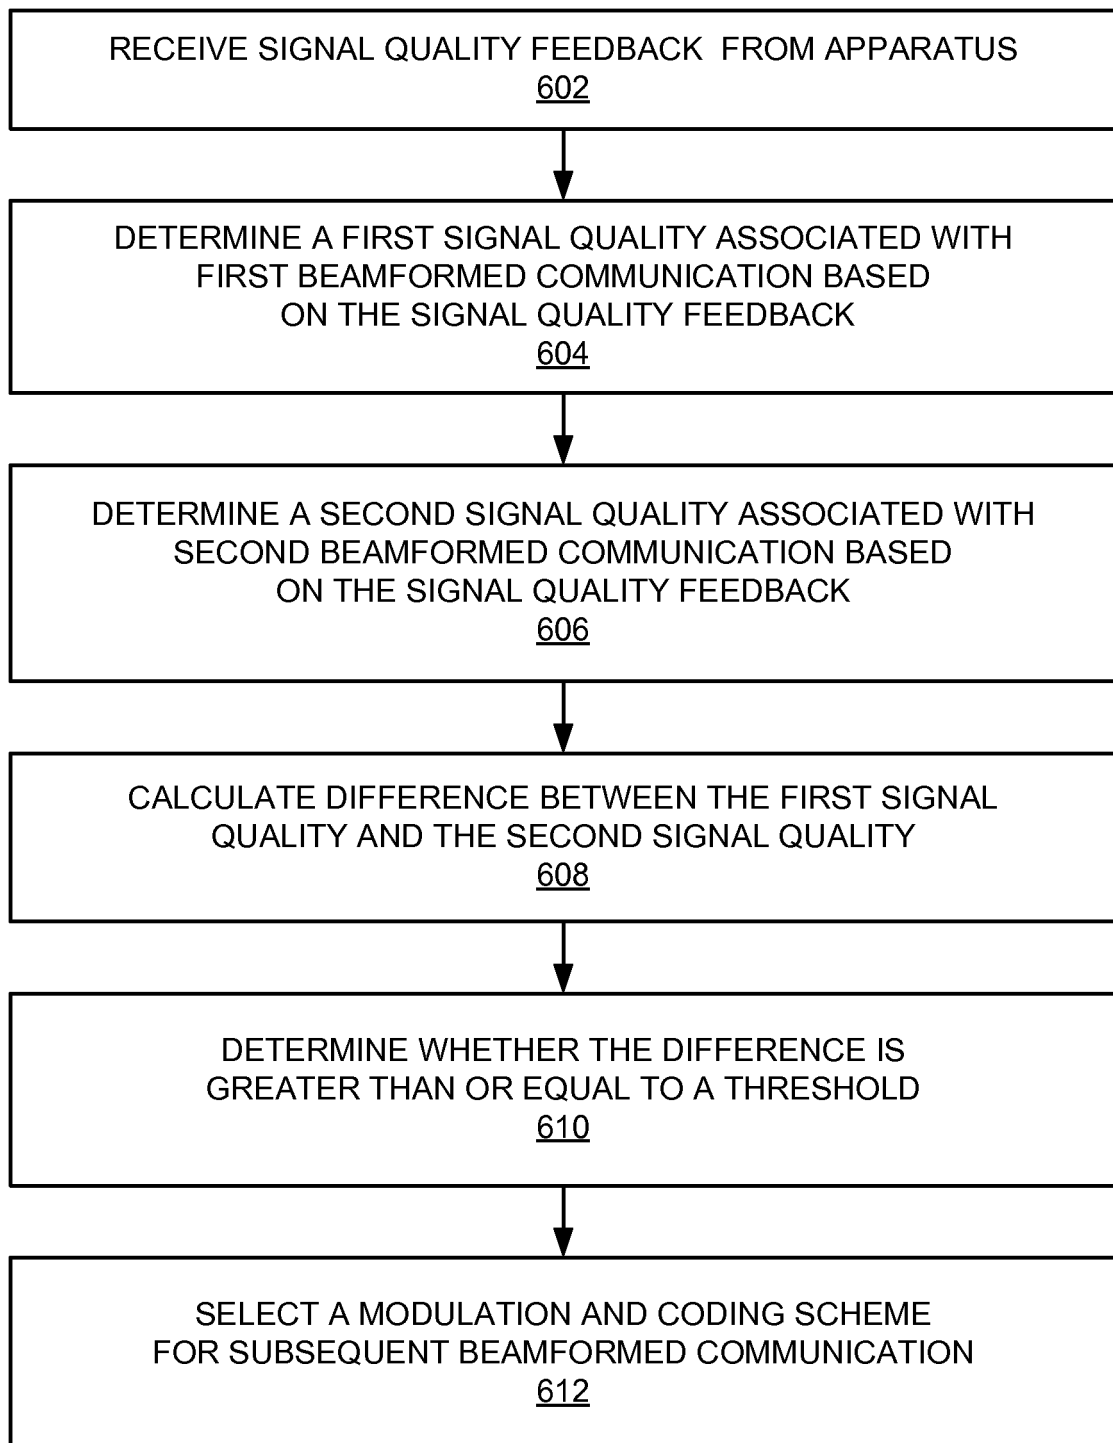 RECEIVE SIGNAL QUALITY FEEDBACK FROM APPARATUS
602
DETERMINE A FIRST SIGNAL QUALITY ASSOCIATED WITH
FIRST BEAMFORMED COMMUNICATION BASED
ON THE SIGNAL QUALITY FEEDBACK
604
DETERMINE A SECOND SIGNAL QUALITY ASSOCIATED WITH
SECOND BEAMFORMED COMMUNICATION BASED
ON THE SIGNAL QUALITY FEEDBACK
606
CALCULATE DIFFERENCE BETWEEN THE FIRST SIGNAL
QUALITY AND THE SECOND SIGNAL QUALITY
608
DETERMINE WHETHER THE DIFFERENCE IS
GREATER THAN OR EQUAL TO A THRESHOLD
610
SELECT A MODULATION AND CODING SCHEME
FOR SUBSEQUENT BEAMFORMED COMMUNICATION
612